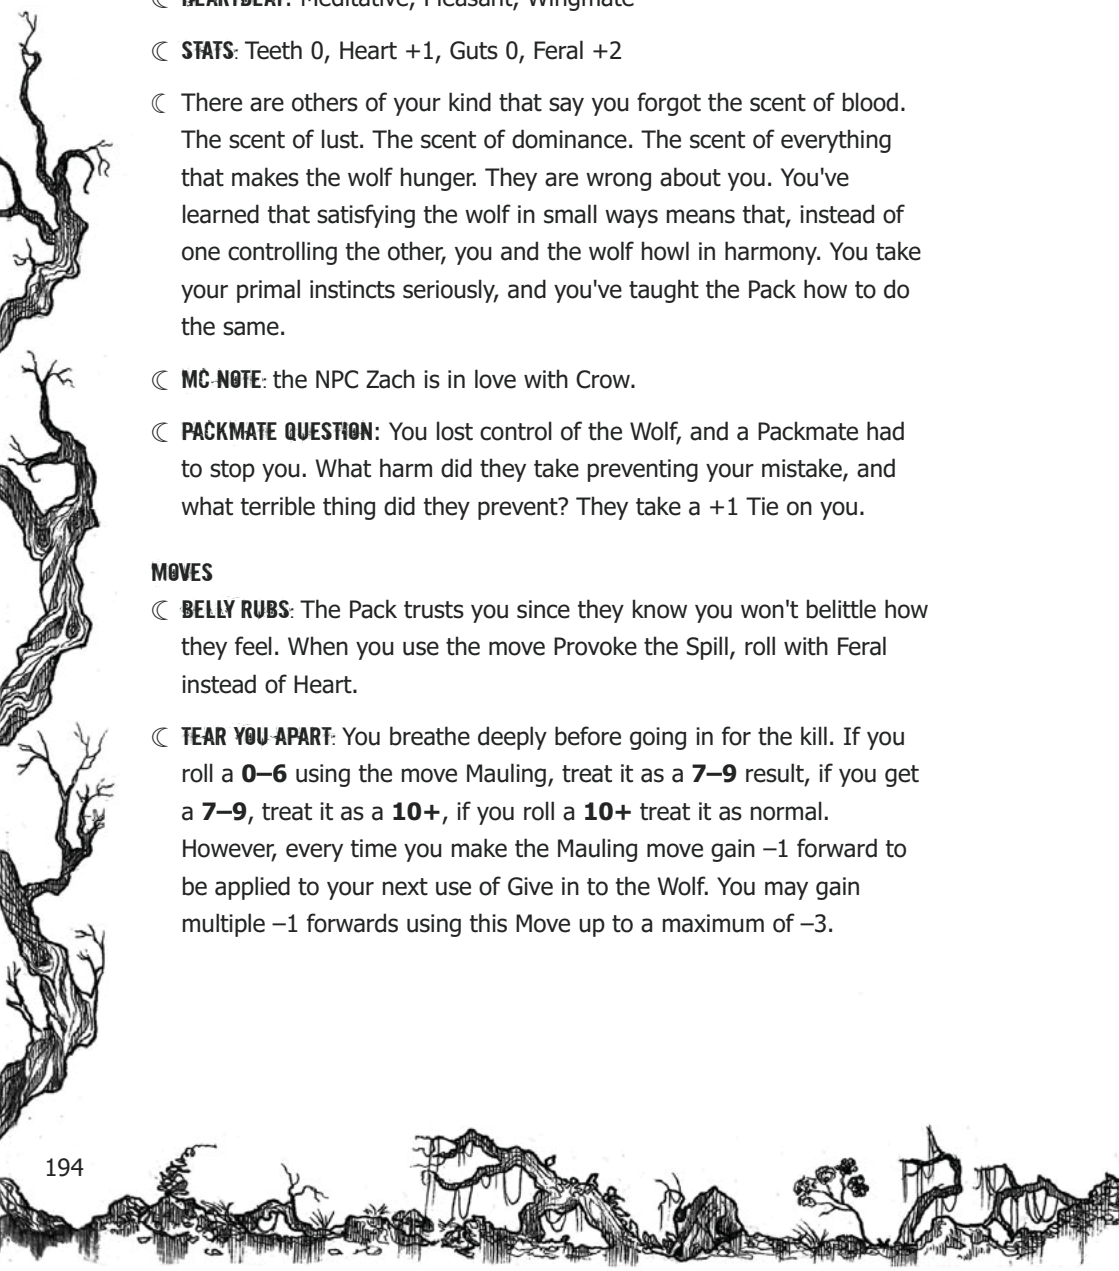 HEARTBEAT: Meditative, Pleasant, Wingmate
STATS: Teeth 0, Heart +1, Guts 0, Feral +2
There are others of your kind that say you forgot the scent of blood.
The scent of lust. The scent of dominance. The scent of everything
that makes the wolf hunger. They are wrong about you. You've
learned that satisfying the wolf in small ways means that, instead of
one controlling the other, you and the wolf howl in harmony. You take
your primal instincts seriously, and you've taught the Pack how to do
the same.
MC NOTE: the NPC Zach is in love with Crow.
PACKMATE QUESTION: You lost control of the Wolf, and a Packmate had
to stop you. What harm did they take preventing your mistake, and
what terrible thing did they prevent? They take a +1 Tie on you.
MOVES
BELLY RUBS: The Pack trusts you since they know you won't belittle how
they feel. When you use the move Provoke the Spill, roll with Feral
instead of Heart.
TEAR YOU APART: You breathe deeply before going in for the kill. If you
roll a 0–6 using the move Mauling, treat it as a 7–9 result, if you get
a 7–9, treat it as a 10+, if you roll a 10+ treat it as normal.
However, every time you make the Mauling move gain –1 forward to
be applied to your next use of Give in to the Wolf. You may gain
multiple –1 forwards using this Move up to a maximum of –3.
194